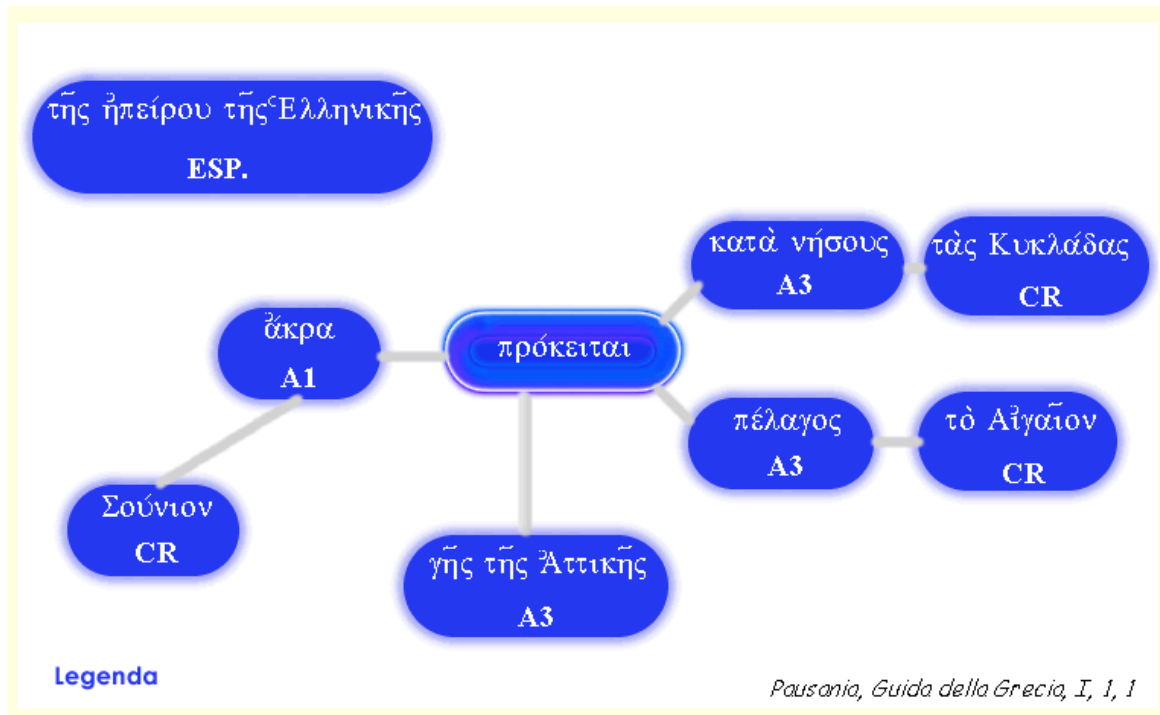 τῆς ἠπείρου τῆς Ἑλληνικῆς
ESP.
κατὰ νήσους
A3
τὰς Κυκλάδας
CR
ἄκρα
A1
πρόκειται
πέλαγος
A3
τὸ Αἰγαῖον
CR
Σούνιον
CR
γῆς τῆς Ἀττικῆς
A3
Legenda
Pausania, Guida della Grecia, I, 1, 1